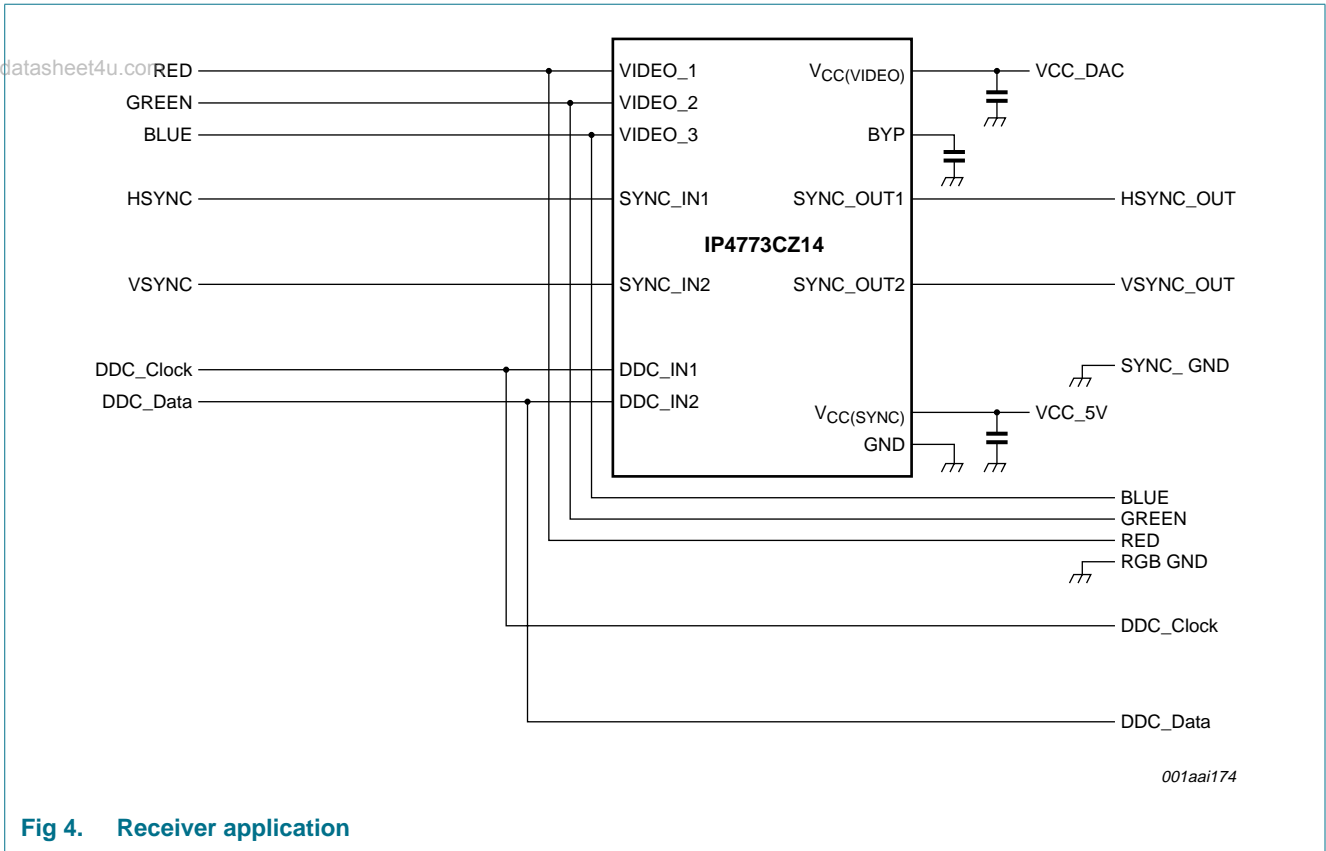 datasheet4u.com
RED
GREEN
BLUE
HSYNC
VSYNC
DDC_Clock
DDC_Data
VIDEO_1
VIDEO_2
VIDEO_3
SYNC_IN1
SYNC_IN2
DDC_IN1
DDC_IN2
IP4773CZ14
VCC(VIDEO)
BYP
SYNC_OUT1
SYNC_OUT2
VCC(SYNC)
GND
VCC_DAC
HSYNC_OUT
VSYNC_OUT
SYNC_ GND
VCC_5V
BLUE
GREEN
RED
RGB GND
DDC_Clock
DDC_Data
001aai174
Fig 4. Receiver application